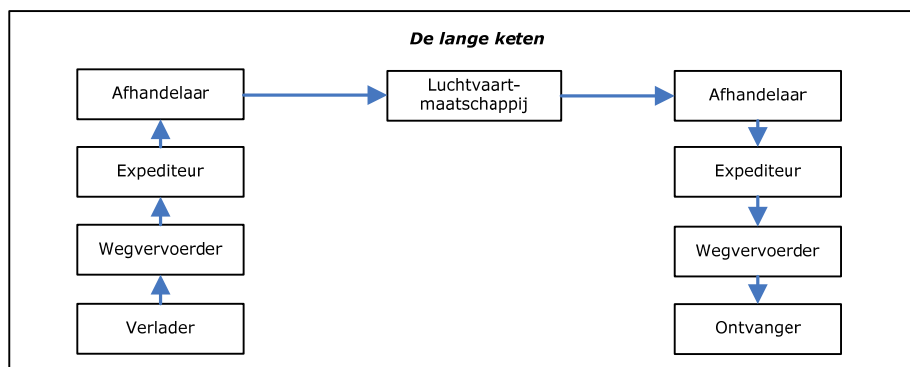 De lange keten
Afhandelaar
Luchtvaart-
maatschappij
Afhandelaar
Expediteur
Expediteur
Wegvervoerder
Wegvervoerder
Verlader
Ontvanger